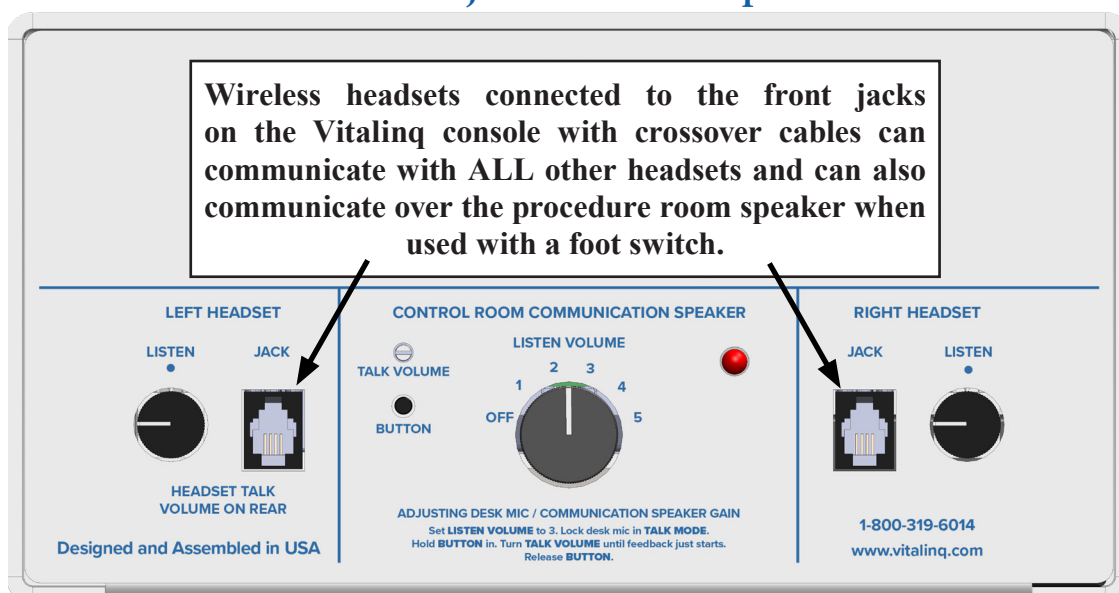 Wireless headsets connected to the front jacks
on the Vitalinq console with crossover cables can
communicate with ALL other headsets and can also
communicate over the procedure room speaker when
used with a foot switch.
LEFT HEADSET
LISTEN
JACK
HEADSET TALK
VOLUME ON REAR
Designed and Assembled in USA
CONTROL ROOM COMMUNICATION SPEAKER
TALK VOLUME
BUTTON
LISTEN VOLUME
OFF
1
2
3
4
5
ADJUSTING DESK MIC / COMMUNICATION SPEAKER GAIN
Set LISTEN VOLUME to 3. Lock desk mic in TALK MODE.
Hold BUTTON in. Turn TALK VOLUME until feedback just starts.
Release BUTTON.
RIGHT HEADSET
JACK
LISTEN
1-800-319-6014
www.vitalinq.com